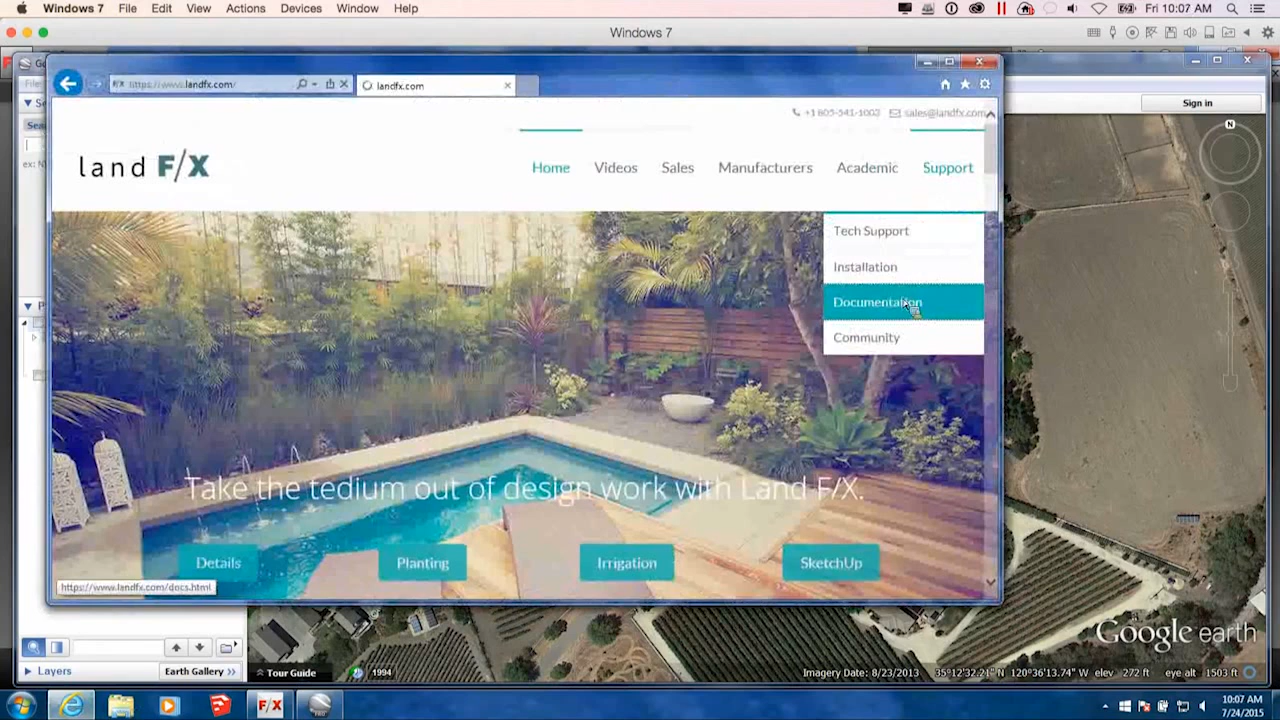 Windows 7 File Edit View Actions Devices Window Help Fri 10:07 AM
Windows 7
https://www.landfx.com/ landfx.com
Sign in
+1 805-541-1003 sales@landfx.com
land F/X
Home Videos Sales Manufacturers Academic Support
Tech Support
Installation
Documentation
Community
N
Take the tedium out of design work with Land F/X.
Details Planting Irrigation SketchUp
https://www.landfx.com/docs.html
Google earth
Layers Earth Gallery >> Tour Guide 1994 Imagery Date: 8/23/2013 35°12'32.21" N 120°36'13.74" W elev 272 ft eye alt 1503 ft
F/X PRO
10:07 AM
7/24/2015